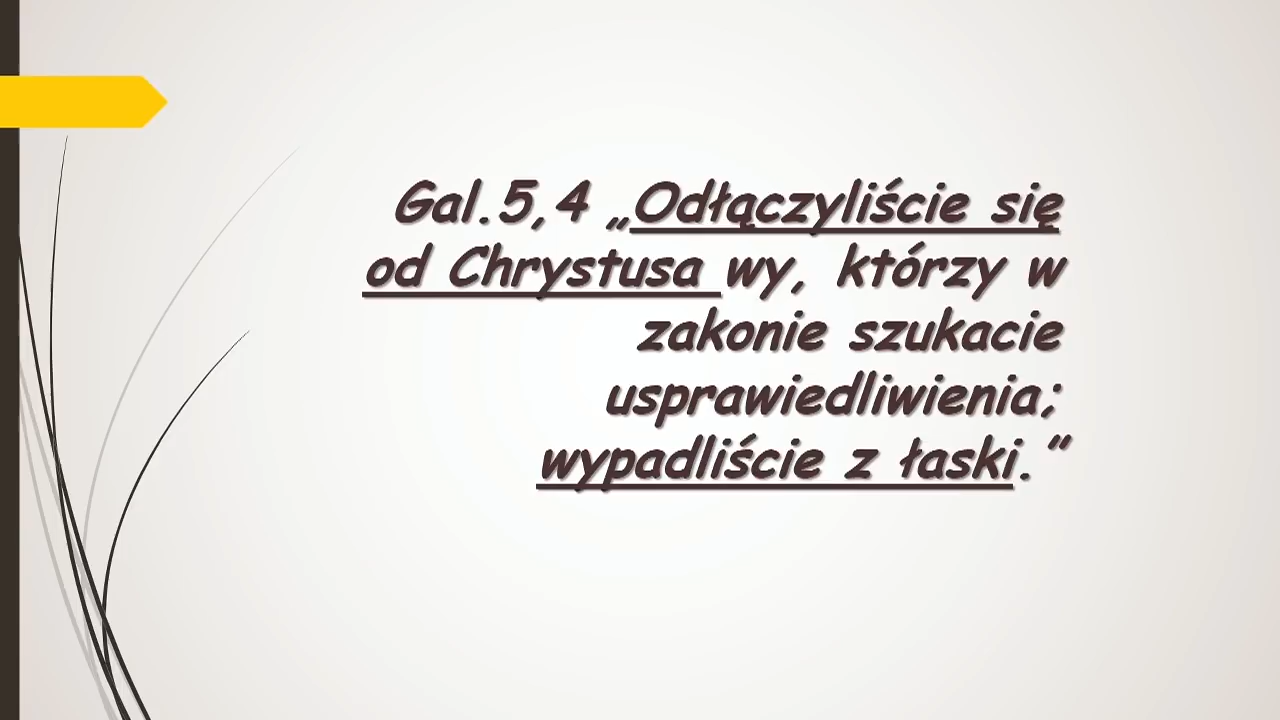 Gal.5,4 „Odłączyliście się
od Chrystusa wy, którzy w
zakonie szukacie
usprawiedliwienia;
wypadliście z łaski.”